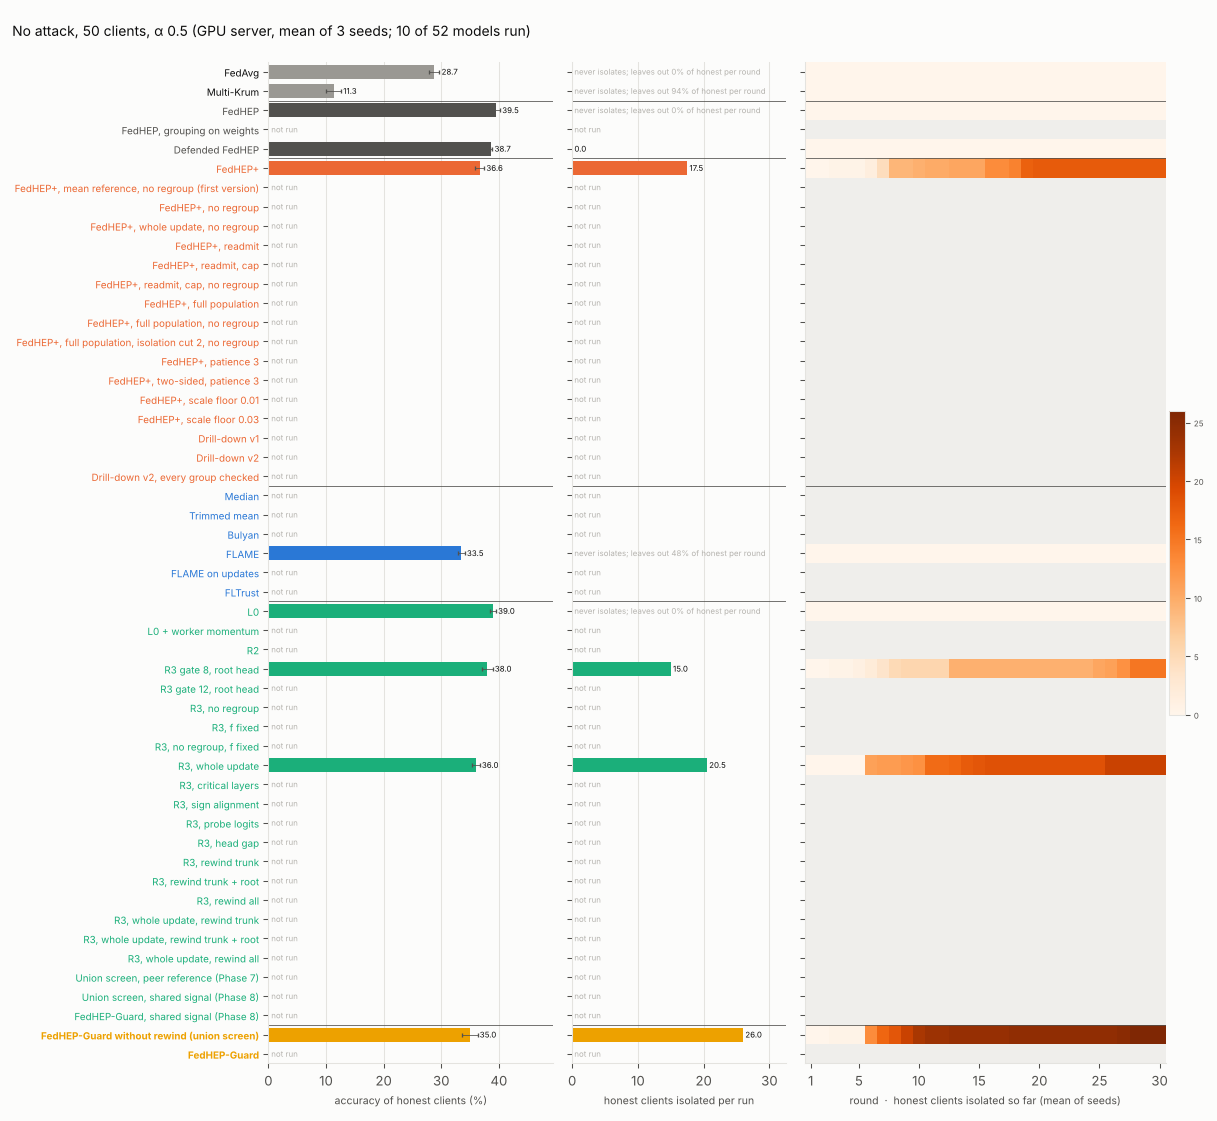 No attack, 50 clients, α 0.5 (GPU server, mean of 3 seeds; 10 of 52 models run)
FedAvg 28.7 never isolates; leaves out 0% of honest per round
Multi-Krum 11.3 never isolates; leaves out 94% of honest per round
FedHEP 39.5 never isolates; leaves out 0% of honest per round
FedHEP, grouping on weights not run not run
Defended FedHEP 38.7 0.0
FedHEP+ 36.6 17.5
FedHEP+, mean reference, no regroup (first version) not run not run
FedHEP+, no regroup not run not run
FedHEP+, whole update, no regroup not run not run
FedHEP+, readmit not run not run
FedHEP+, readmit, cap not run not run
FedHEP+, readmit, cap, no regroup not run not run
FedHEP+, full population not run not run
FedHEP+, full population, no regroup not run not run
FedHEP+, full population, isolation cut 2, no regroup not run not run
FedHEP+, patience 3 not run not run
FedHEP+, two-sided, patience 3 not run not run
FedHEP+, scale floor 0.01 not run not run
FedHEP+, scale floor 0.03 not run not run
Drill-down v1 not run not run
Drill-down v2 not run not run
Drill-down v2, every group checked not run not run
Median not run not run
Trimmed mean not run not run
Bulyan not run not run
FLAME 33.5 never isolates; leaves out 48% of honest per round
FLAME on updates not run not run
FLTrust not run not run
L0 39.0 never isolates; leaves out 0% of honest per round
L0 + worker momentum not run not run
R2 not run not run
R3 gate 8, root head 38.0 15.0
R3 gate 12, root head not run not run
R3, no regroup not run not run
R3, f fixed not run not run
R3, no regroup, f fixed not run not run
R3, whole update 36.0 20.5
R3, critical layers not run not run
R3, sign alignment not run not run
R3, probe logits not run not run
R3, head gap not run not run
R3, rewind trunk not run not run
R3, rewind trunk + root not run not run
R3, rewind all not run not run
R3, whole update, rewind trunk not run not run
R3, whole update, rewind trunk + root not run not run
R3, whole update, rewind all not run not run
Union screen, peer reference (Phase 7) not run not run
Union screen, shared signal (Phase 8) not run not run
FedHEP-Guard, shared signal (Phase 8) not run not run
FedHEP-Guard without rewind (union screen) 35.0 26.0
FedHEP-Guard not run not run
0 10 20 30 40 0 10 20 30 1 5 10 15 20 25 30
accuracy of honest clients (%) honest clients isolated per run round · honest clients isolated so far (mean of seeds)
25
20
15
10
5
0